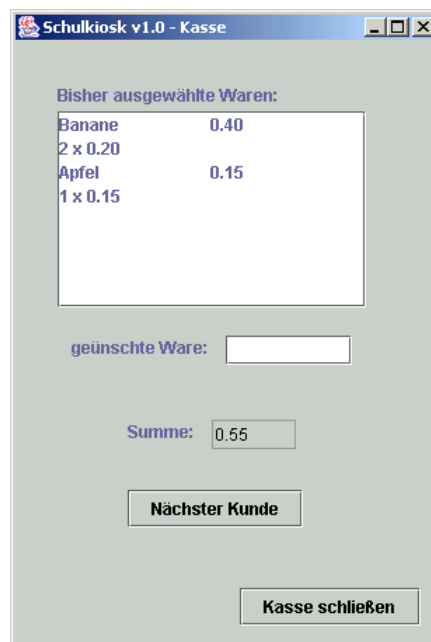 Schulkiosk v1.0 - Kasse
Bisher ausgewählte Waren:
Banane 0.40
2 x 0.20
Apfel 0.15
1 x 0.15
geünschte Ware:
Summe: 0.55
Nächster Kunde
Kasse schließen